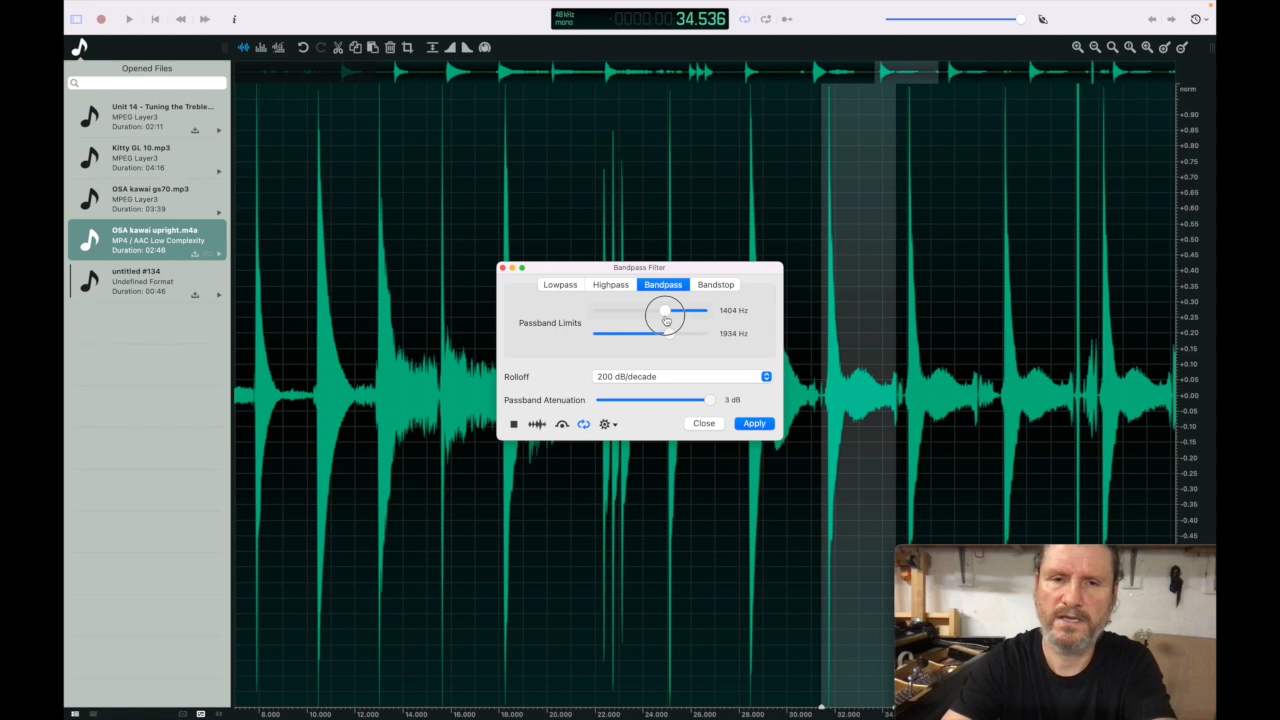 48 kHz
mono
-0000:00:34.536
Opened Files
Unit 14 - Tuning the Treble...
MPEG Layer3
Duration: 02:11
Kitty GL 10.mp3
MPEG Layer3
Duration: 04:16
OSA kawai gs70.mp3
MPEG Layer3
Duration: 03:39
OSA kawai upright.m4a
MP4 / AAC Low Complexity
Duration: 02:46
untitled #134
Undefined Format
Duration: 00:46
norm
+0.90
+0.85
+0.80
+0.75
+0.70
+0.65
+0.60
+0.55
+0.50
+0.45
+0.40
+0.35
+0.30
+0.25
+0.20
+0.15
+0.10
+0.05
+0.00
-0.05
-0.10
-0.15
-0.20
-0.25
-0.30
-0.35
-0.40
-0.45
Bandpass Filter
Lowpass
Highpass
Bandpass
Bandstop
Passband Limits
1404 Hz
1934 Hz
Rolloff
200 dB/decade
Passband Atenuation
3 dB
Close
Apply
8.000
10.000
12.000
14.000
16.000
18.000
20.000
22.000
24.000
26.000
28.000
30.000
32.000